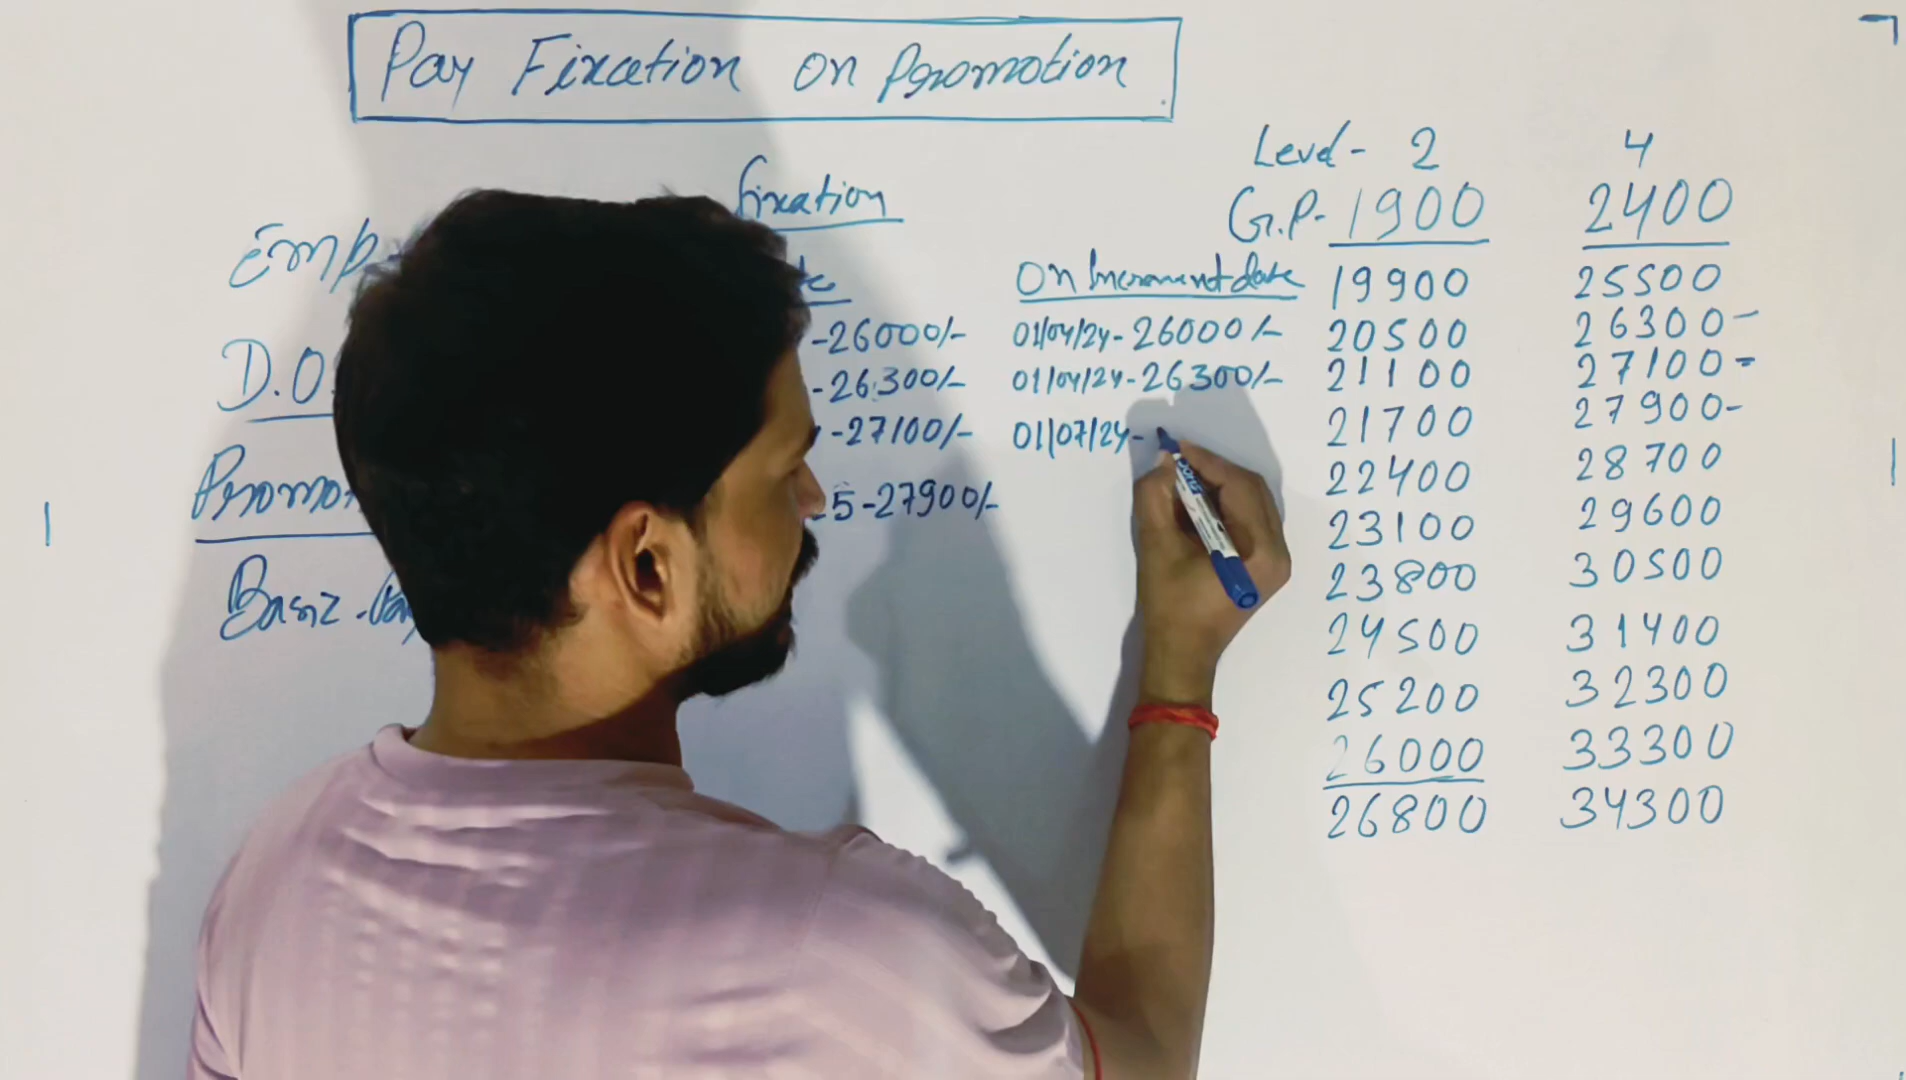 Pay Fixation on Promotion
Fixation
Level - 2 4
G.P. - 1900 2400
Emp
On Increment date
D.O
-26000/-
-26300/-
-27100/-
5-27900/-
01/04/24-26000/-
01/04/24-26300/-
01/07/24-
Promot
Basic
19900 25500
20500 26300-
21100 27100-
21700 27900-
22400 28700
23100 29600
23800 30500
24500 31400
25200 32300
26000 33300
26800 34300